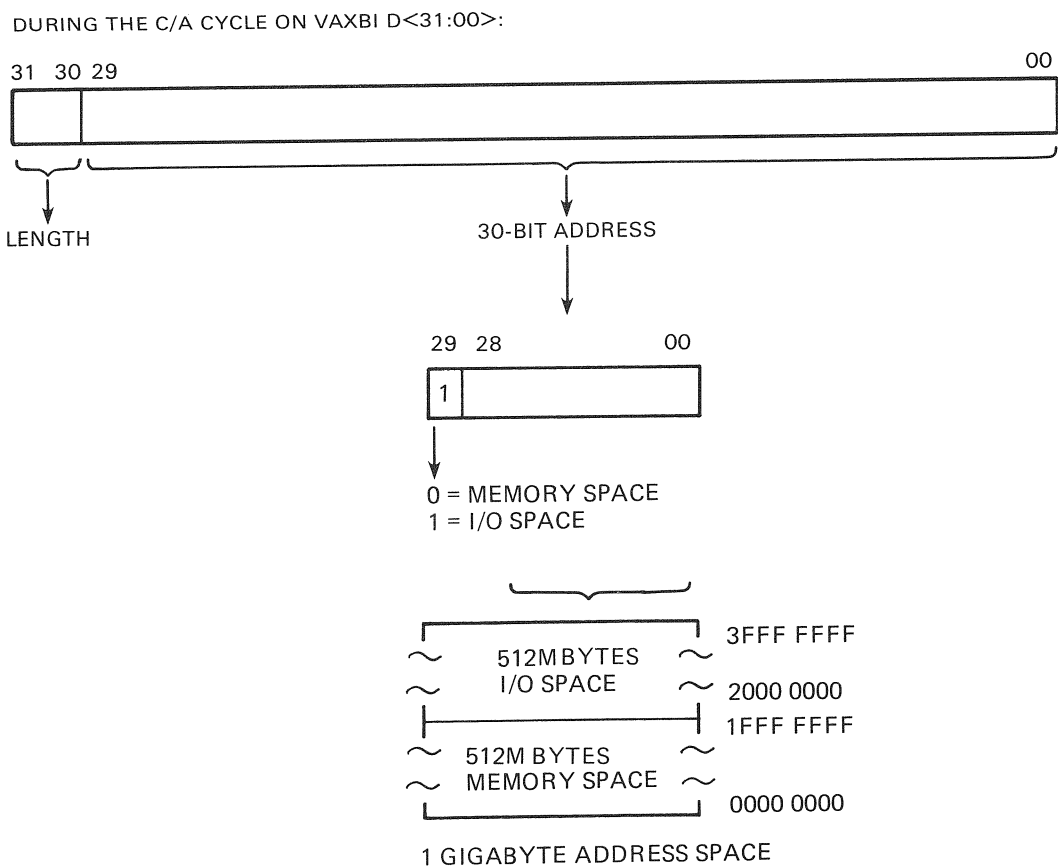 DURING THE C/A CYCLE ON VAXBI D<31:00>:
31 30 29 00
LENGTH
30-BIT ADDRESS
29 28 00
1
0 = MEMORY SPACE
1 = I/O SPACE
512M BYTES
I/O SPACE
3FFF FFFF
2000 0000
1FFF FFFF
512M BYTES
MEMORY SPACE
0000 0000
1 GIGABYTE ADDRESS SPACE